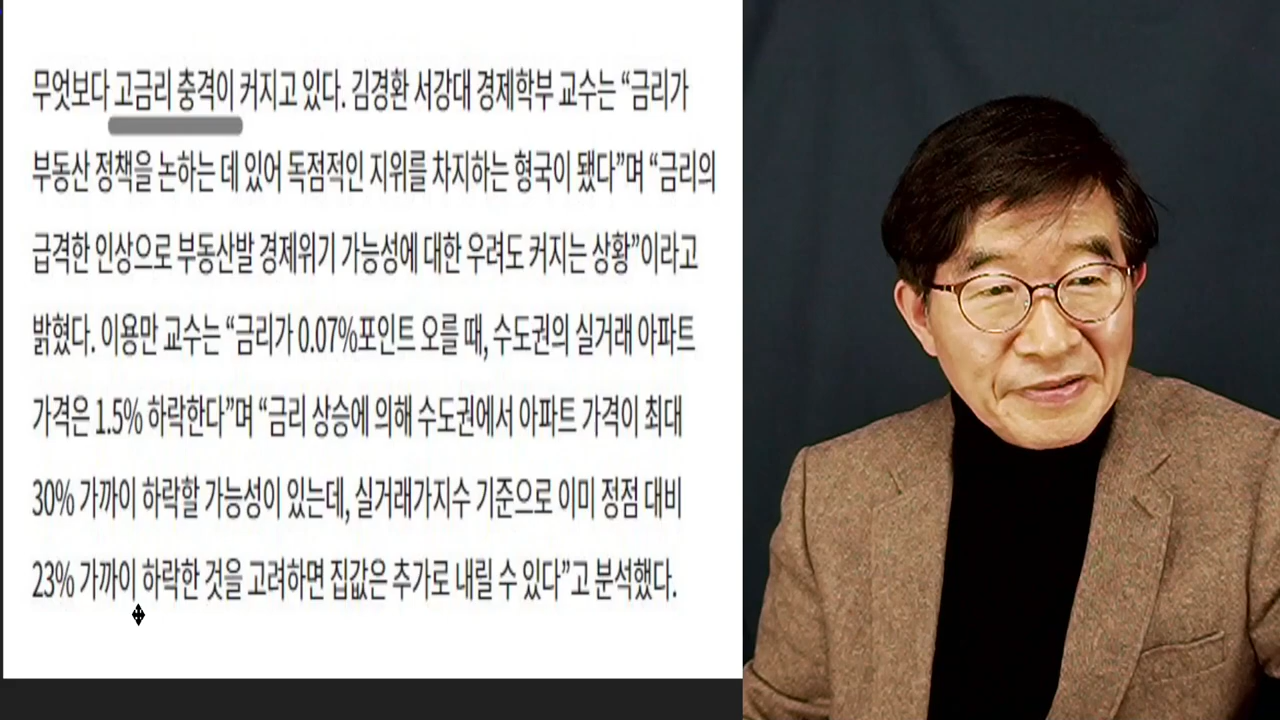 무엇보다 고금리 충격이 커지고 있다. 김경환 서강대 경제학부 교수는 “금리가
부동산 정책을 논하는 데 있어 독점적인 지위를 차지하는 형국이 됐다”며 “금리의
급격한 인상으로 부동산발 경제위기 가능성에 대한 우려도 커지는 상황”이라고
밝혔다. 이용만 교수는 “금리가 0.07%포인트 오를 때, 수도권의 실거래 아파트
가격은 1.5% 하락한다”며 “금리 상승에 의해 수도권에서 아파트 가격이 최대
30% 가까이 하락할 가능성이 있는데, 실거래가지수 기준으로 이미 정점 대비
23% 가까이 하락한 것을 고려하면 집값은 추가로 내릴 수 있다”고 분석했다.